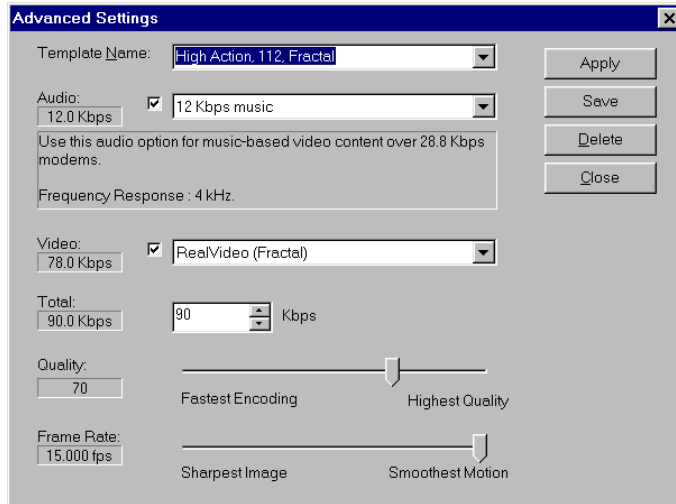 Advanced Settings
Template Name: High Action, 112, Fractal
Apply
Audio:
12.0 Kbps
12 Kbps music
Save
Use this audio option for music-based video content over 28.8 Kbps
modems.
Frequency Response : 4 kHz.
Delete
Close
Video:
78.0 Kbps
RealVideo (Fractal)
Total:
90.0 Kbps
90 Kbps
Quality:
70
Fastest Encoding Highest Quality
Frame Rate:
15.000 fps
Sharpest Image Smoothest Motion